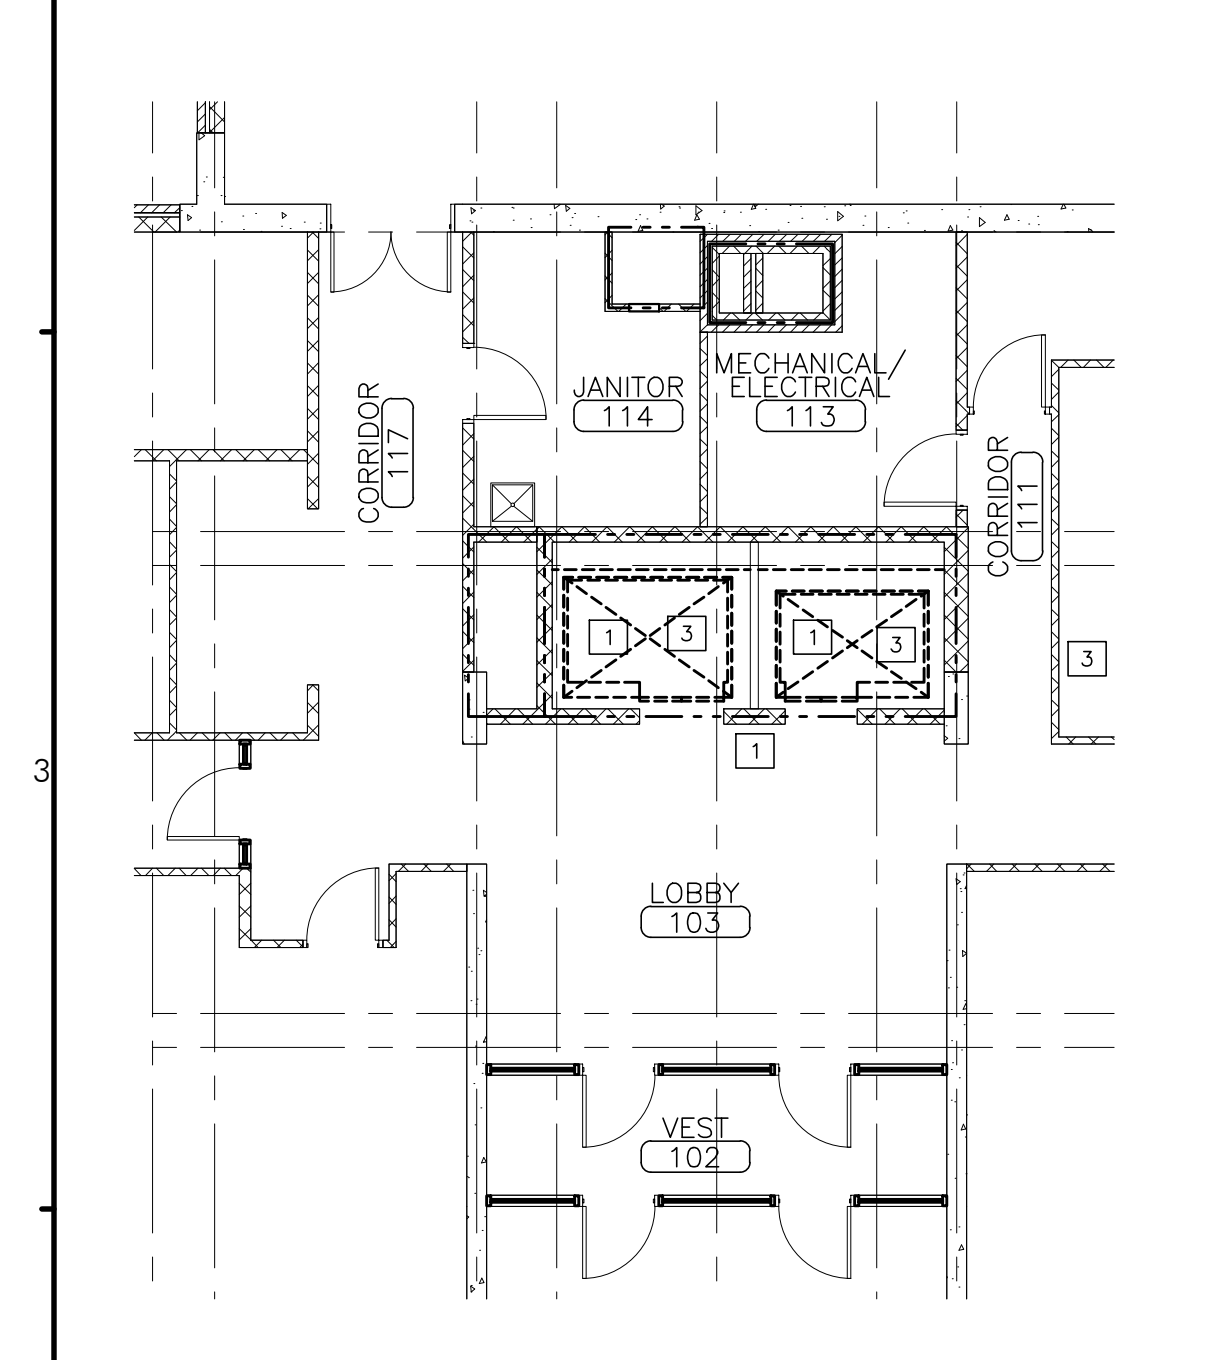 MECHANICAL/
ELECTRICAL
113
JANITOR
114
CORRIDOR
117
CORRIDOR
111
1
3
1
3
3
1
3
LOBBY
103
VEST
102